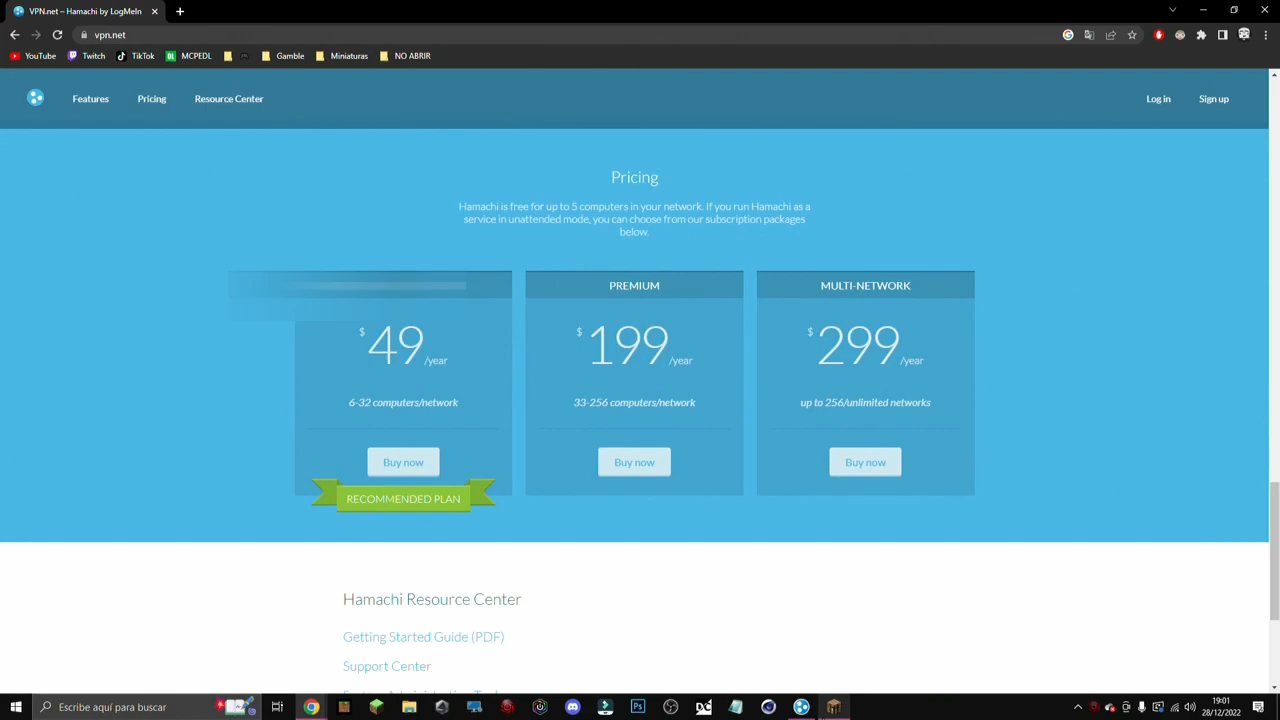 VPN.net – Hamachi by LogMeIn
vpn.net
YouTube
Twitch
TikTok
BL
MCPEDL
Gamble
Miniaturas
NO ABRIR
Features
Pricing
Resource Center
Log in
Sign up
Pricing
Hamachi is free for up to 5 computers in your network. If you run Hamachi as a
service in unattended mode, you can choose from our subscription packages
below.
$49/year
6-32 computers/network
Buy now
RECOMMENDED PLAN
PREMIUM
$199/year
33-256 computers/network
Buy now
MULTI-NETWORK
$299/year
up to 256/unlimited networks
Buy now
Hamachi Resource Center
Getting Started Guide (PDF)
Support Center
Escribe aquí para buscar
19:01
28/12/2022